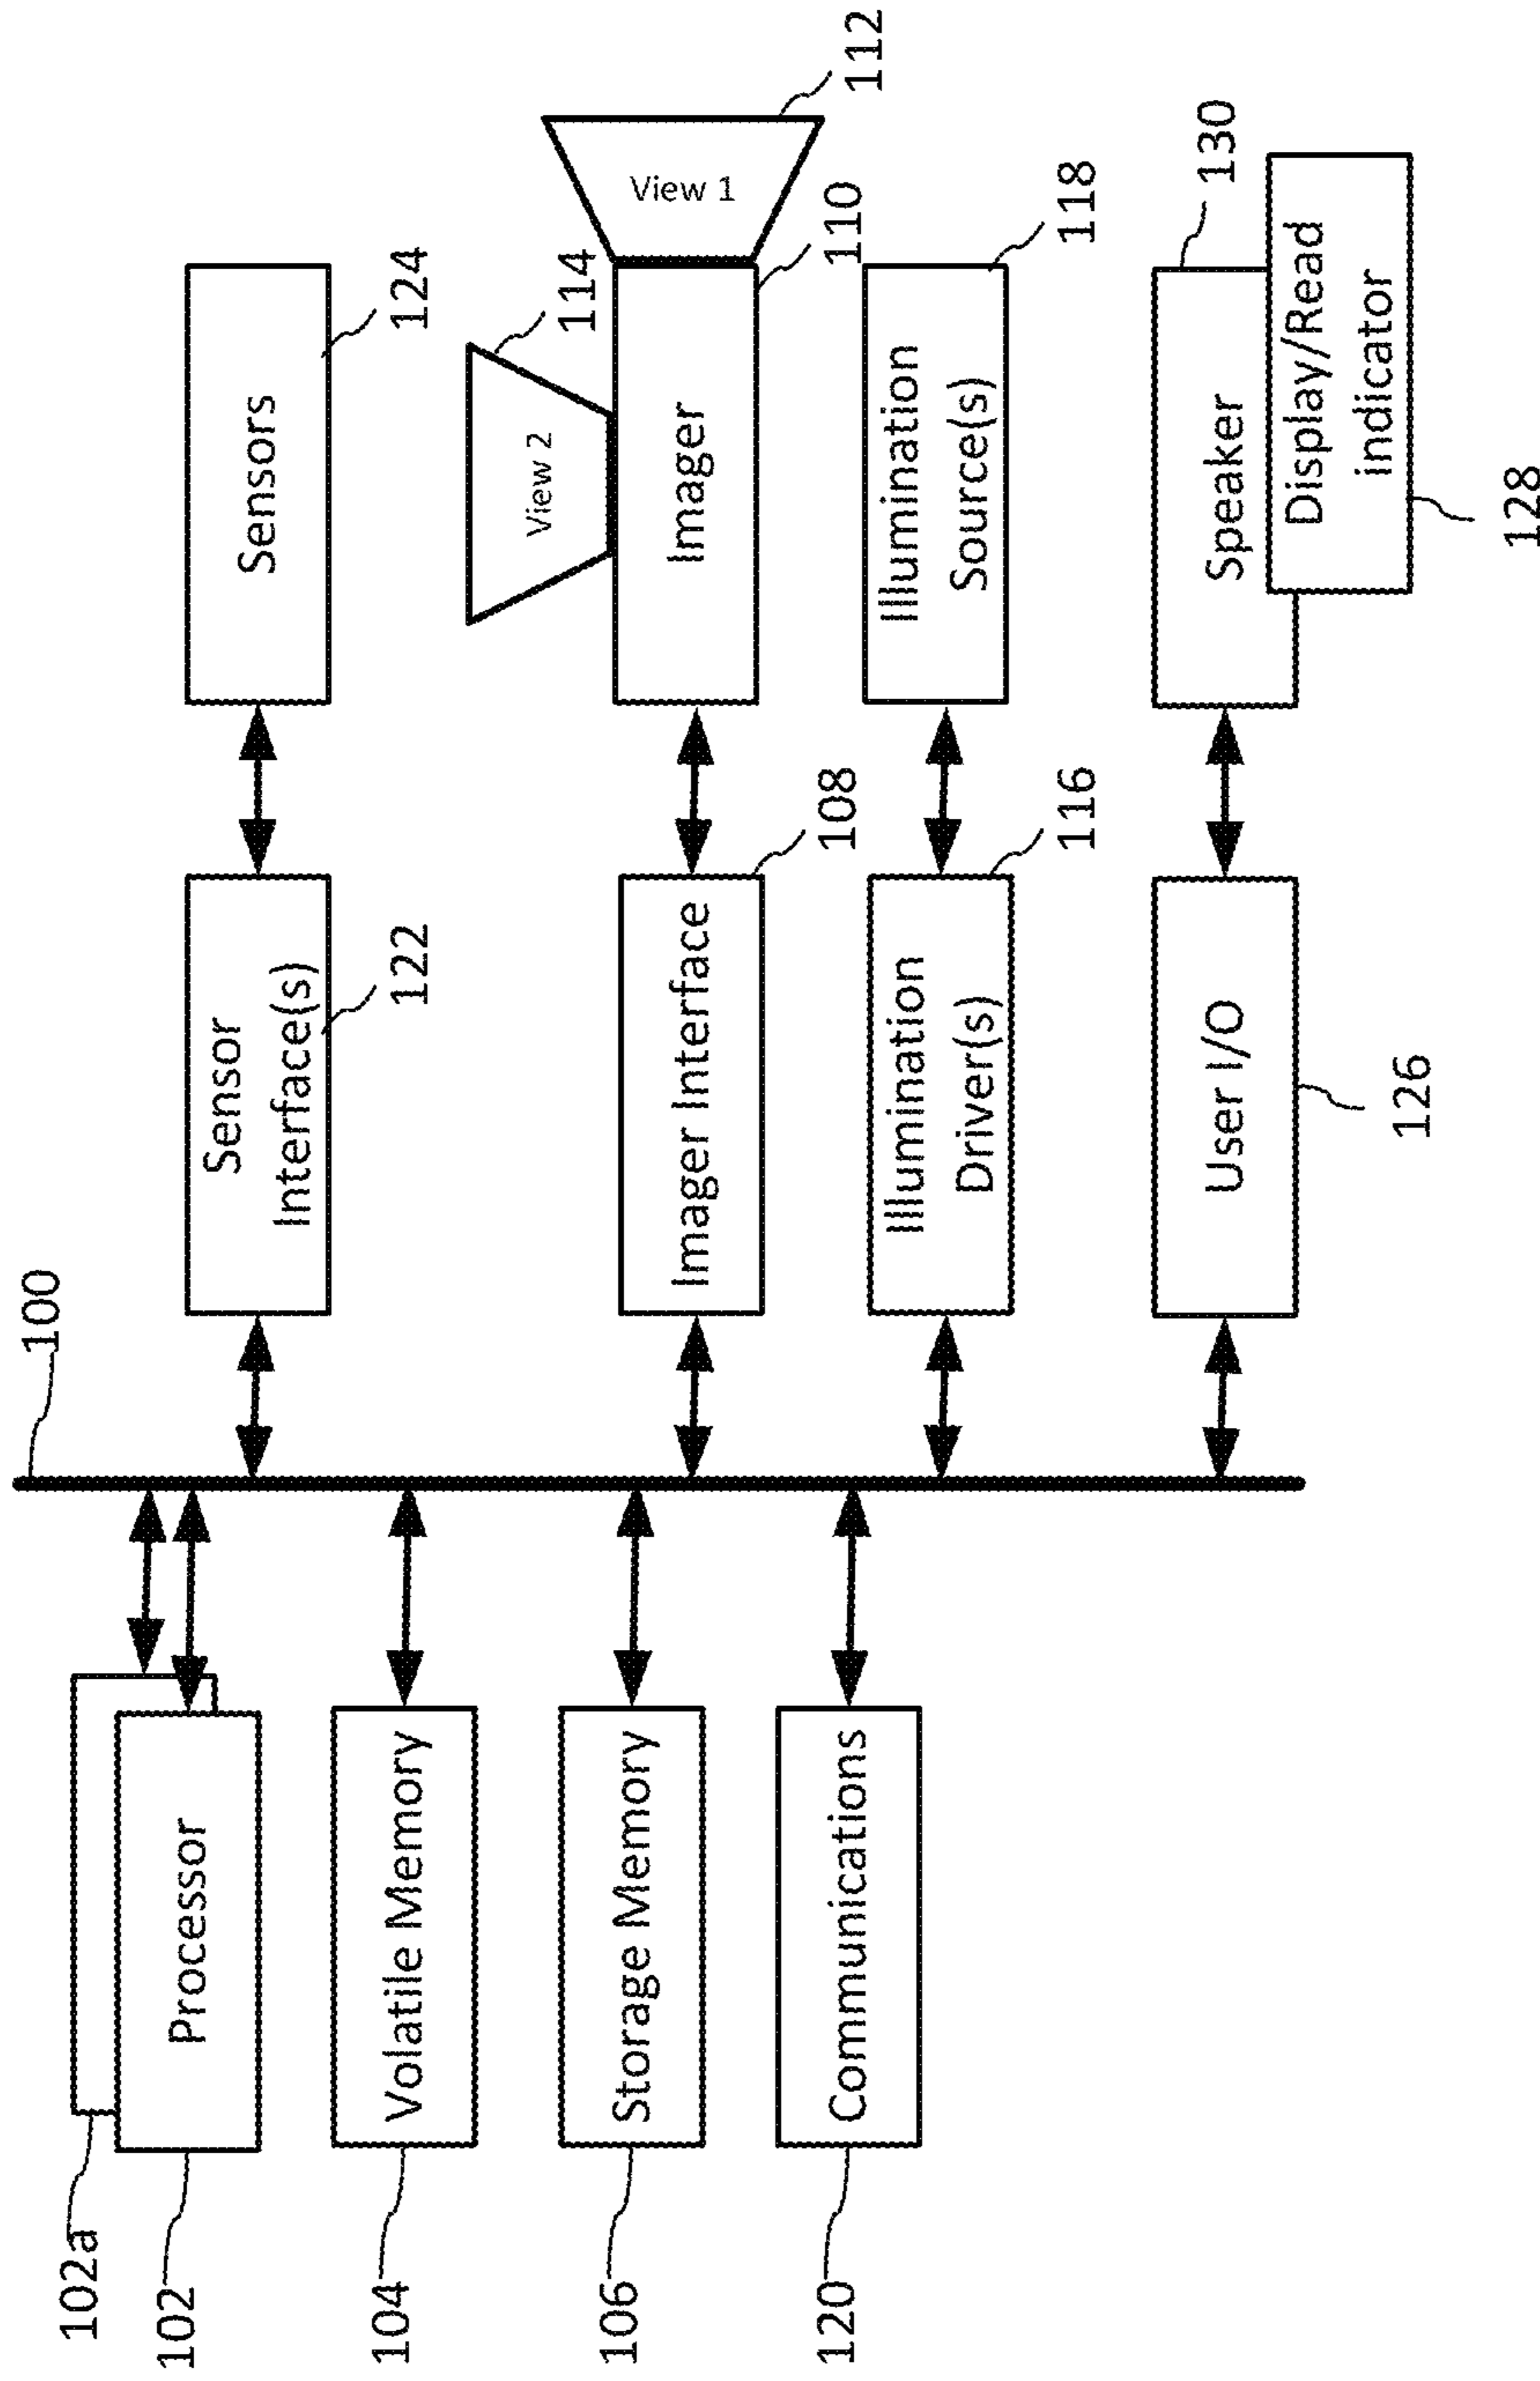 100
102a
102
Processor
104
Volatile Memory
106
Storage Memory
120
Communications
Sensor
Interface(s)
122
Sensors
124
Imager Interface
108
Imager
110
View 2
114
View 1
112
Illumination
Driver(s)
116
Illumination
Source(s)
118
User I/O
126
Speaker
130
Display/Read
indicator
128